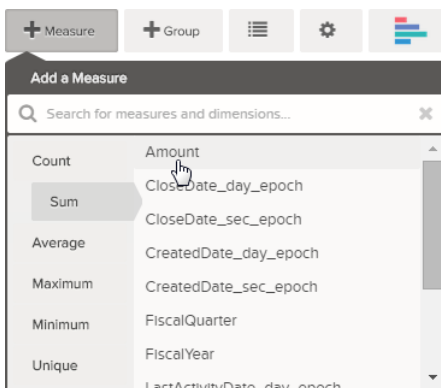 Measure
Group
Add a Measure
Search for measures and dimensions...
Count
Sum
Average
Maximum
Minimum
Unique
Amount
CloseDate_day_epoch
CloseDate_sec_epoch
CreatedDate_day_epoch
CreatedDate_sec_epoch
FiscalQuarter
FiscalYear
LastActivityDate_day_epoch